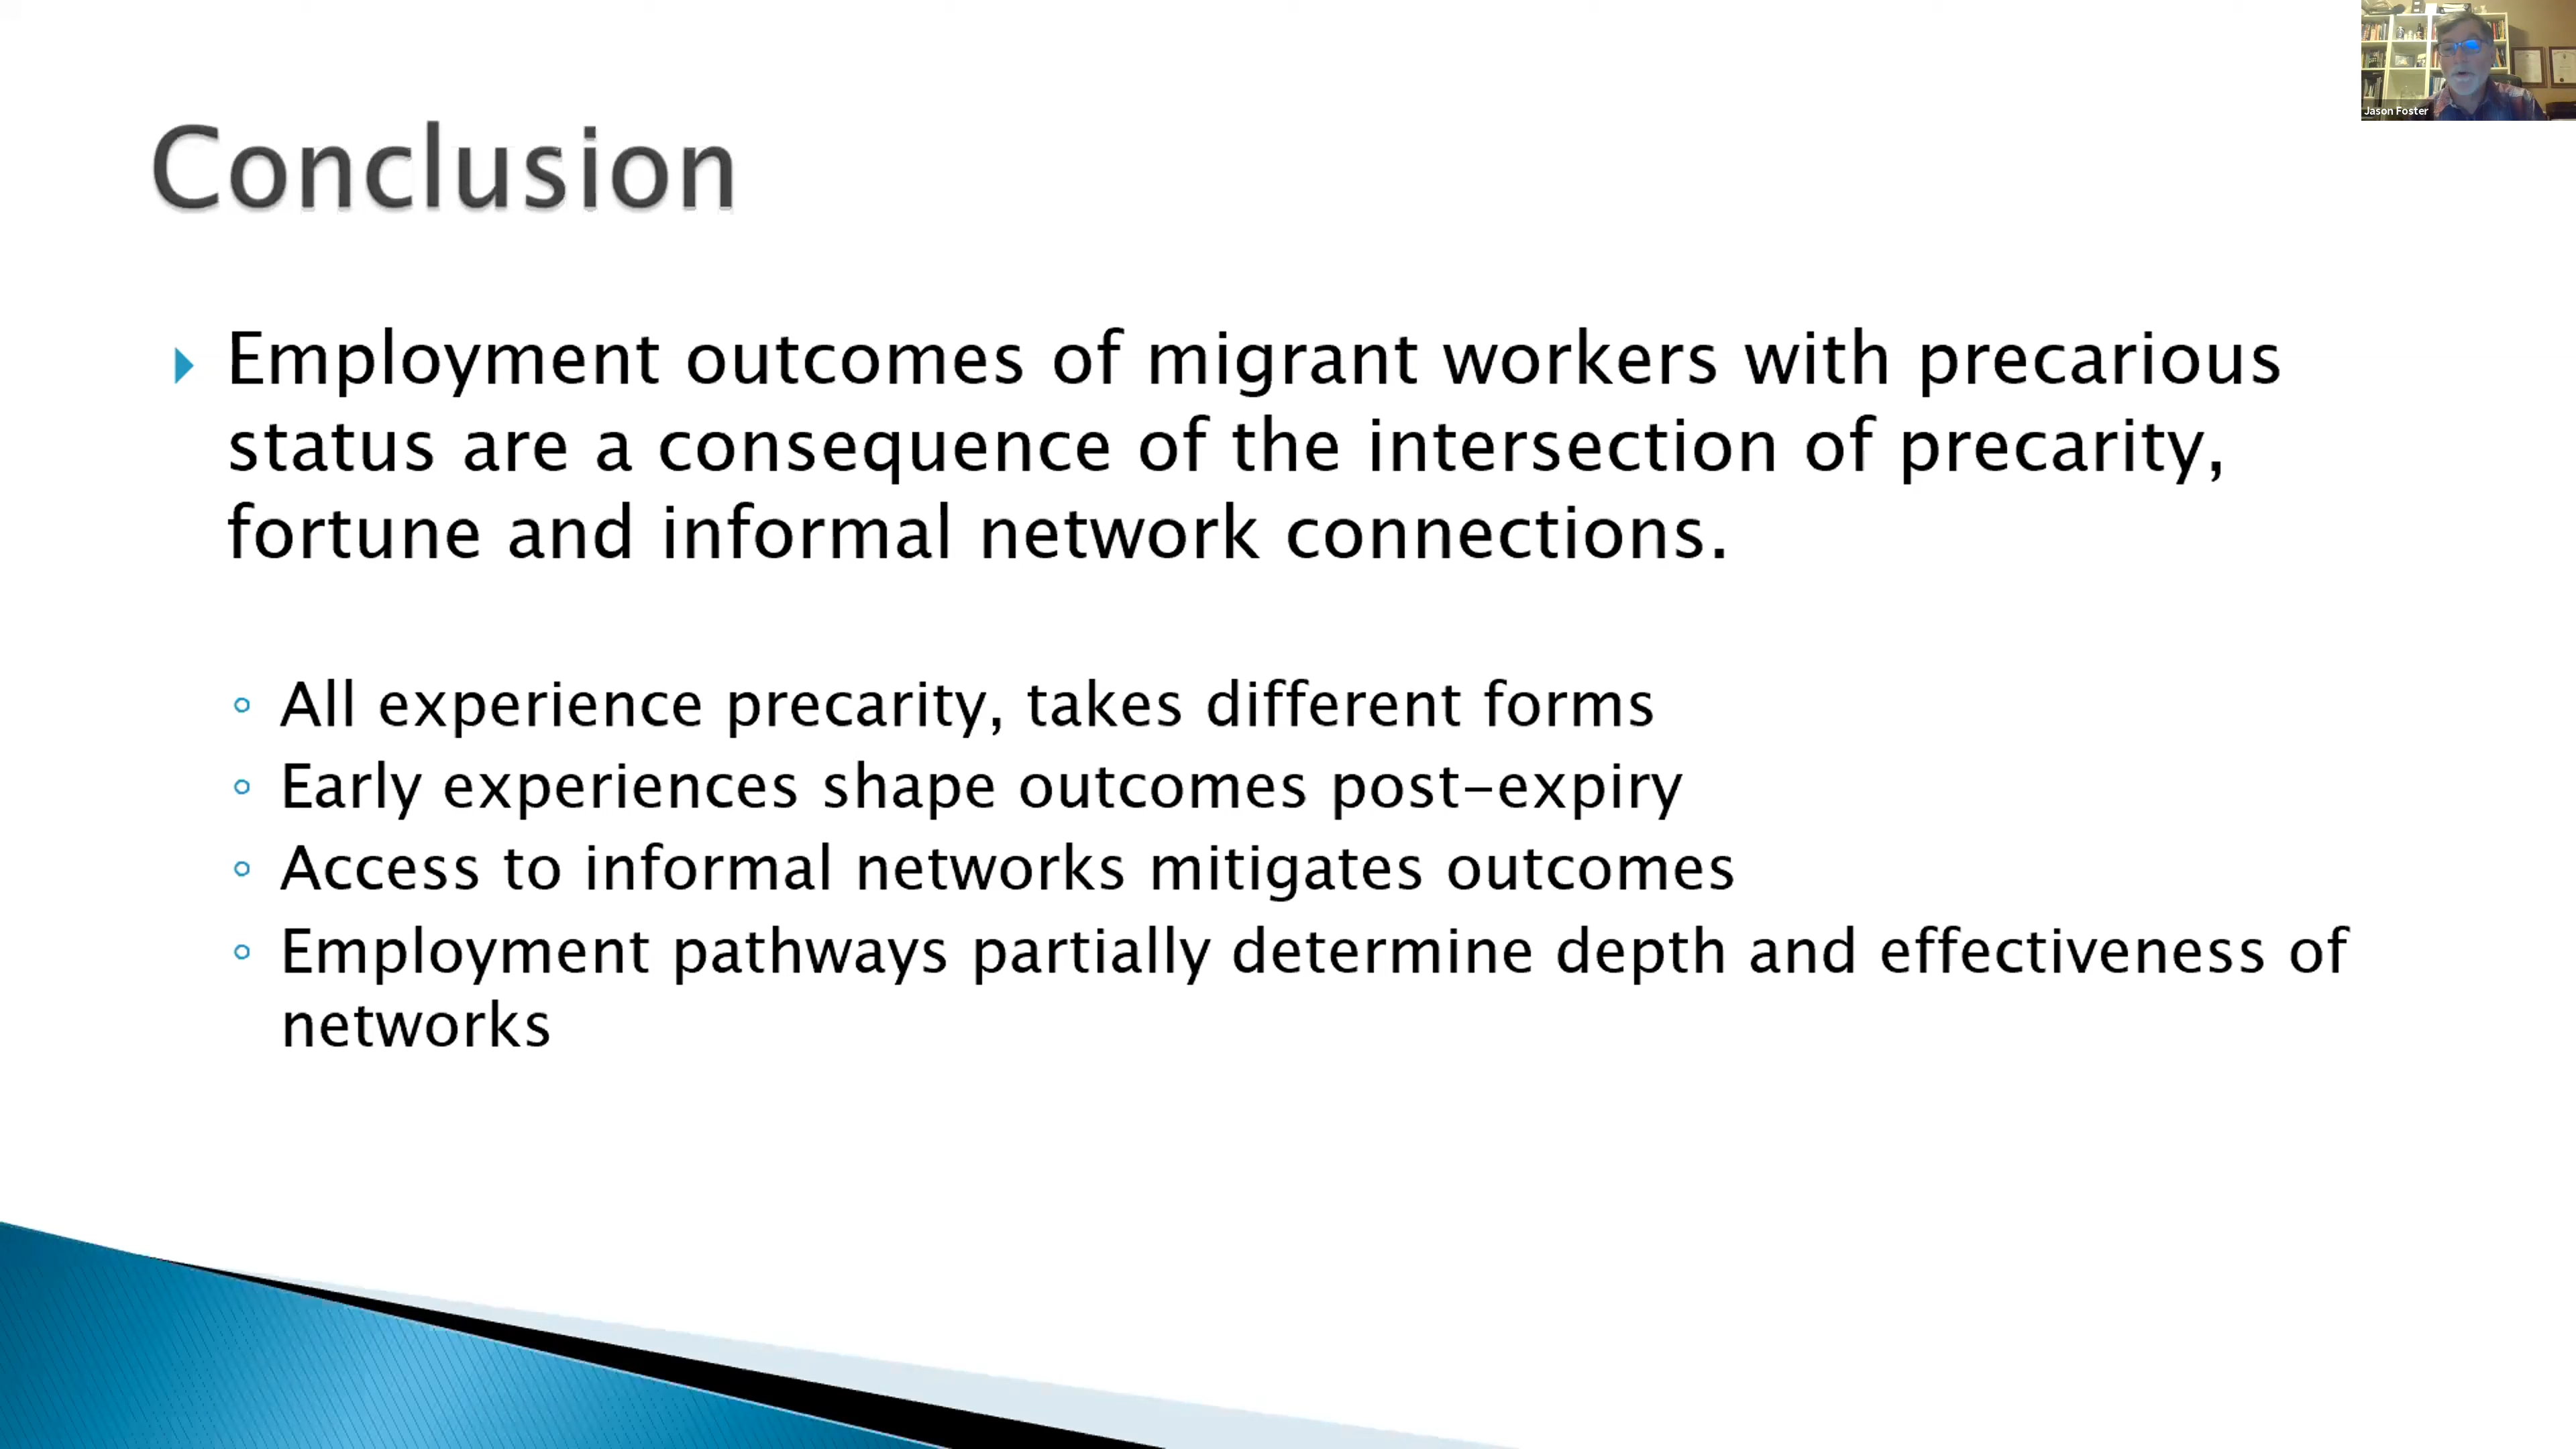 Jason Foster
Conclusion
Employment outcomes of migrant workers with precarious
status are a consequence of the intersection of precarity,
fortune and informal network connections.
All experience precarity, takes different forms
Early experiences shape outcomes post-expiry
Access to informal networks mitigates outcomes
Employment pathways partially determine depth and effectiveness of
networks